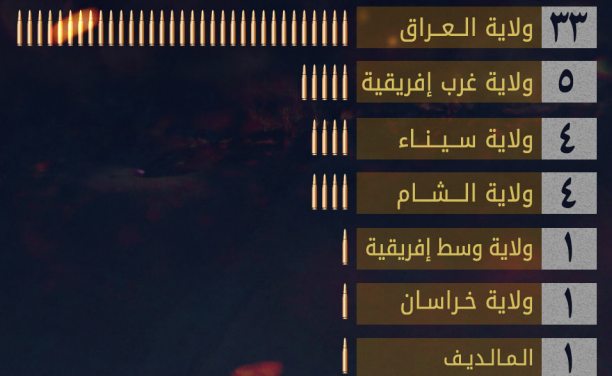 ٣٣ ولاية العراق
٥ ولاية غرب إفريقية
٤ ولاية سيناء
٤ ولاية الشام
١ ولاية وسط إفريقية
١ ولاية خراسان
١ المالديف